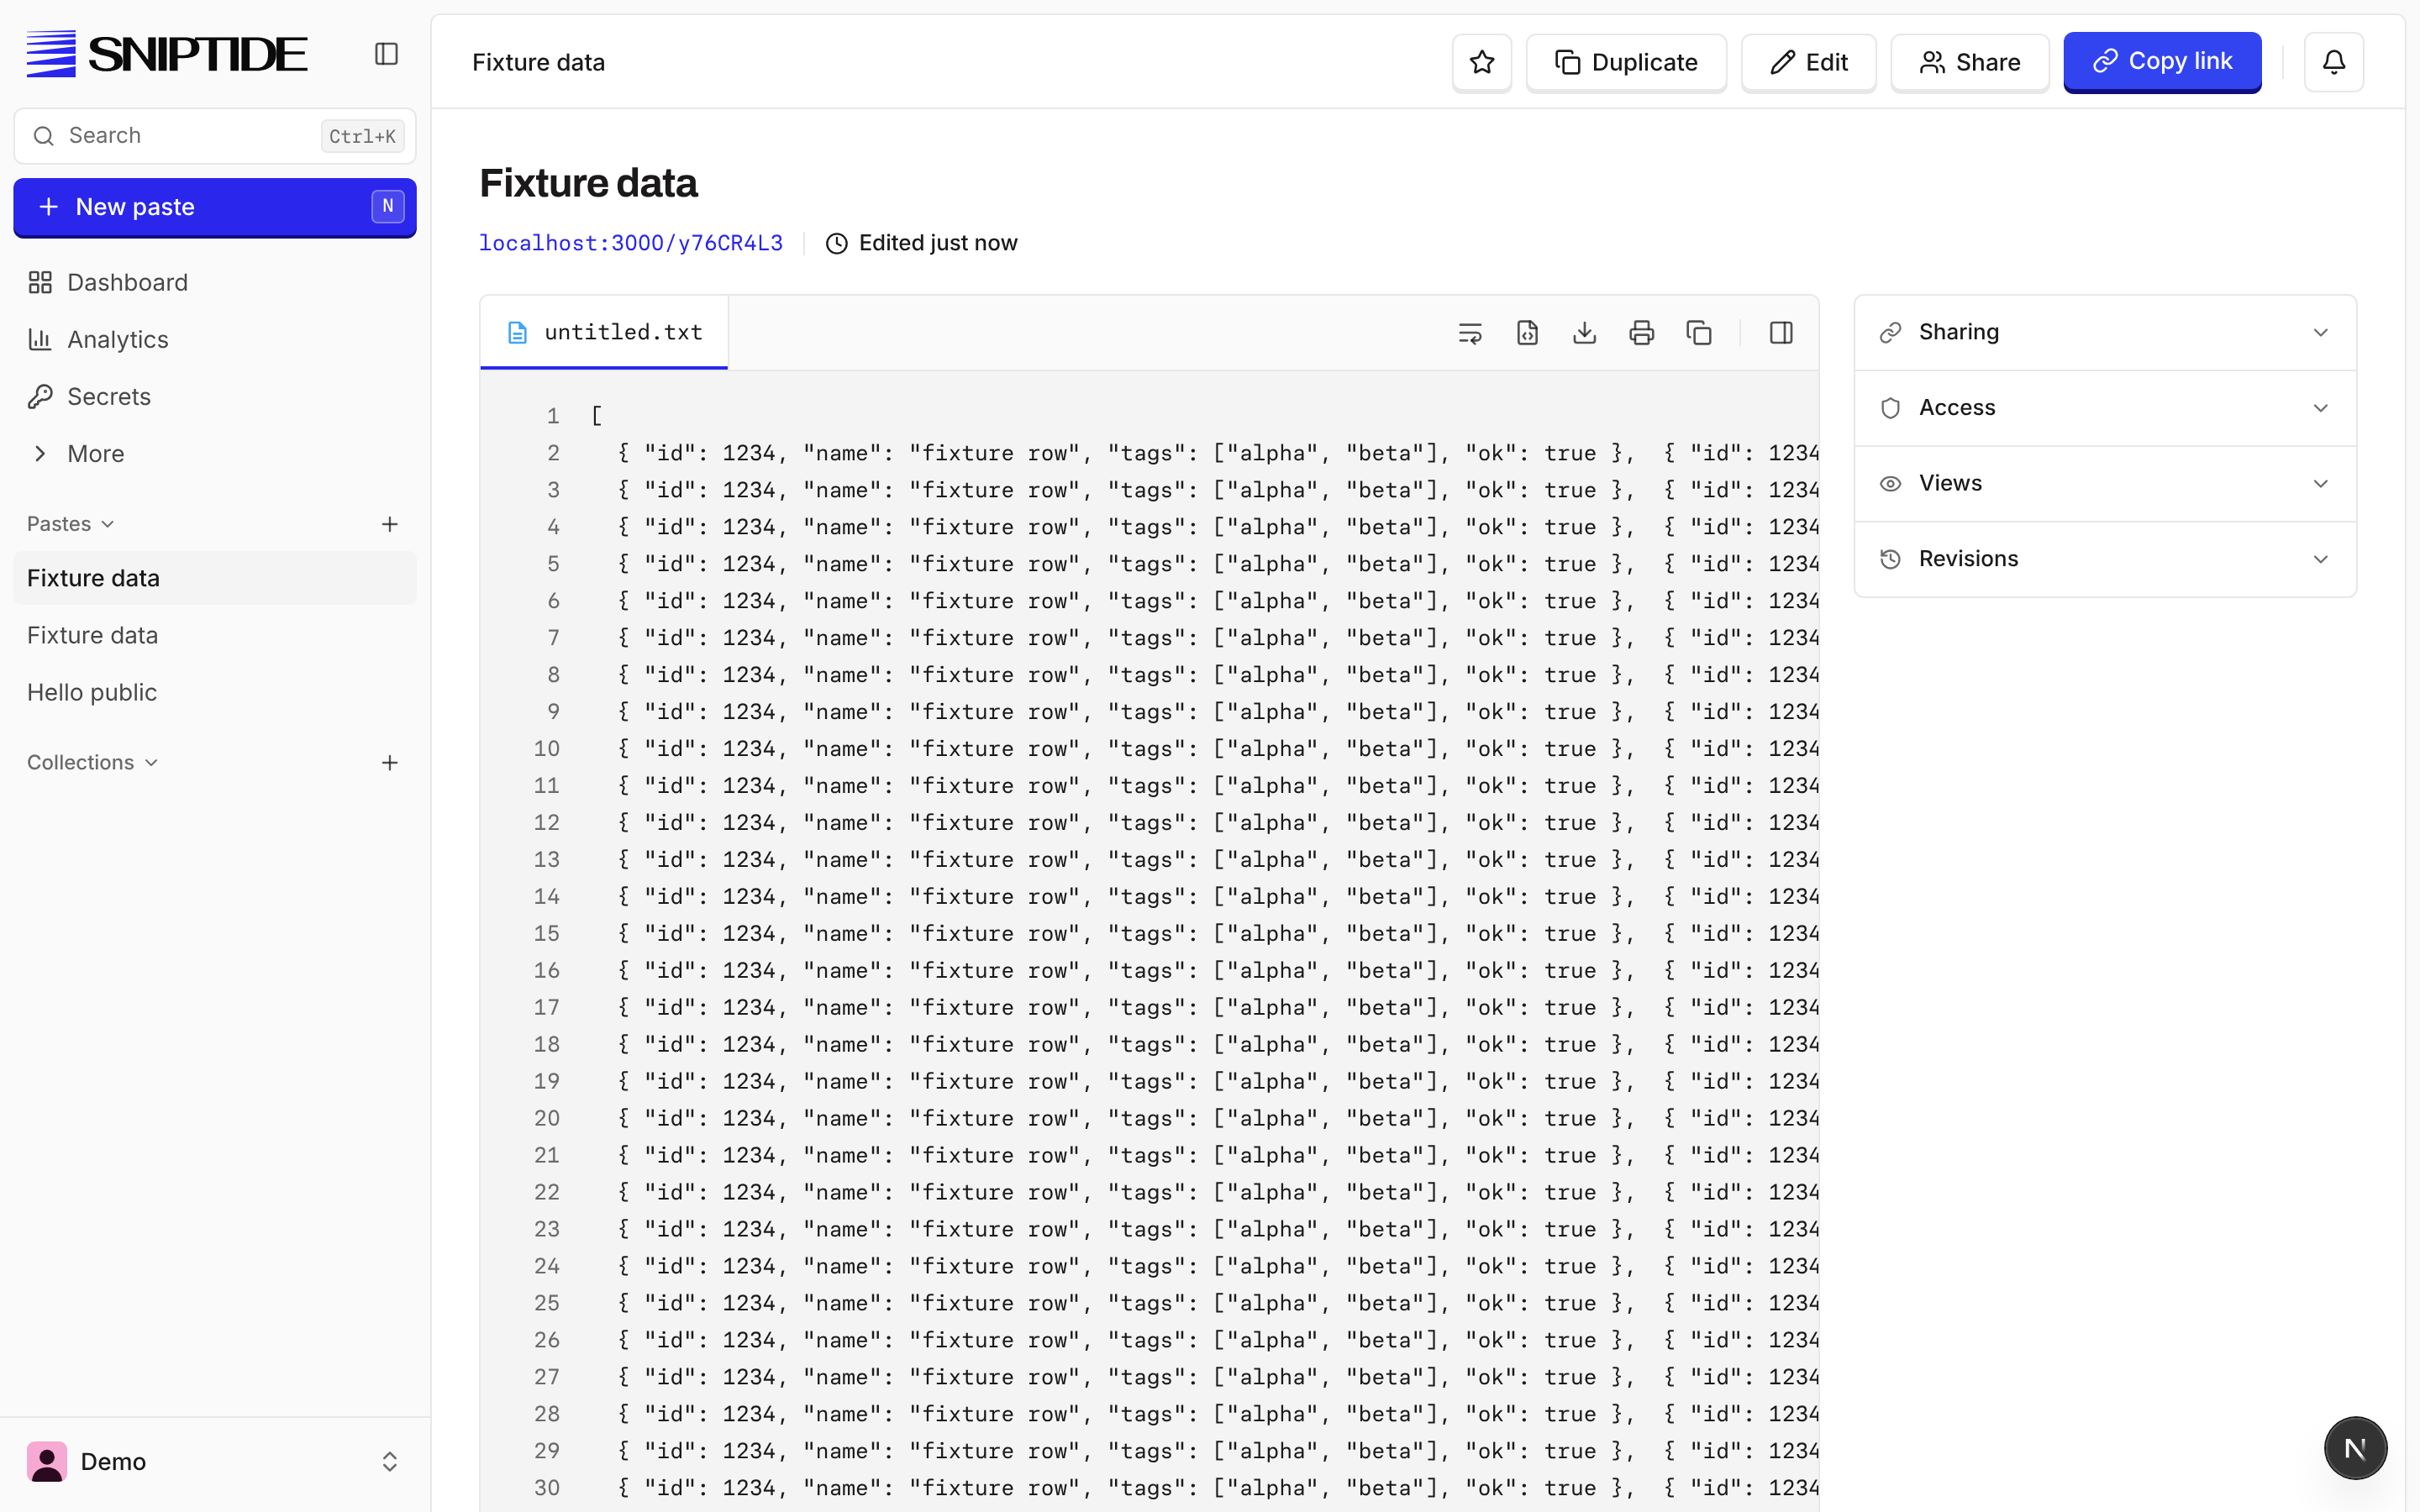 SNIPTIDE
Search Ctrl+K
New paste N
Dashboard
Analytics
Secrets
More
Pastes
Fixture data
Fixture data
Hello public
Collections
Demo
Fixture data
Duplicate
Edit
Share
Copy link
Fixture data
localhost:3000/y76CR4L3 Edited just now
untitled.txt
1 [
2 { "id": 1234, "name": "fixture row", "tags": ["alpha", "beta"], "ok": true }, { "id": 1234
3 { "id": 1234, "name": "fixture row", "tags": ["alpha", "beta"], "ok": true }, { "id": 1234
4 { "id": 1234, "name": "fixture row", "tags": ["alpha", "beta"], "ok": true }, { "id": 1234
5 { "id": 1234, "name": "fixture row", "tags": ["alpha", "beta"], "ok": true }, { "id": 1234
6 { "id": 1234, "name": "fixture row", "tags": ["alpha", "beta"], "ok": true }, { "id": 1234
7 { "id": 1234, "name": "fixture row", "tags": ["alpha", "beta"], "ok": true }, { "id": 1234
8 { "id": 1234, "name": "fixture row", "tags": ["alpha", "beta"], "ok": true }, { "id": 1234
9 { "id": 1234, "name": "fixture row", "tags": ["alpha", "beta"], "ok": true }, { "id": 1234
10 { "id": 1234, "name": "fixture row", "tags": ["alpha", "beta"], "ok": true }, { "id": 1234
11 { "id": 1234, "name": "fixture row", "tags": ["alpha", "beta"], "ok": true }, { "id": 1234
12 { "id": 1234, "name": "fixture row", "tags": ["alpha", "beta"], "ok": true }, { "id": 1234
13 { "id": 1234, "name": "fixture row", "tags": ["alpha", "beta"], "ok": true }, { "id": 1234
14 { "id": 1234, "name": "fixture row", "tags": ["alpha", "beta"], "ok": true }, { "id": 1234
15 { "id": 1234, "name": "fixture row", "tags": ["alpha", "beta"], "ok": true }, { "id": 1234
16 { "id": 1234, "name": "fixture row", "tags": ["alpha", "beta"], "ok": true }, { "id": 1234
17 { "id": 1234, "name": "fixture row", "tags": ["alpha", "beta"], "ok": true }, { "id": 1234
18 { "id": 1234, "name": "fixture row", "tags": ["alpha", "beta"], "ok": true }, { "id": 1234
19 { "id": 1234, "name": "fixture row", "tags": ["alpha", "beta"], "ok": true }, { "id": 1234
20 { "id": 1234, "name": "fixture row", "tags": ["alpha", "beta"], "ok": true }, { "id": 1234
21 { "id": 1234, "name": "fixture row", "tags": ["alpha", "beta"], "ok": true }, { "id": 1234
22 { "id": 1234, "name": "fixture row", "tags": ["alpha", "beta"], "ok": true }, { "id": 1234
23 { "id": 1234, "name": "fixture row", "tags": ["alpha", "beta"], "ok": true }, { "id": 1234
24 { "id": 1234, "name": "fixture row", "tags": ["alpha", "beta"], "ok": true }, { "id": 1234
25 { "id": 1234, "name": "fixture row", "tags": ["alpha", "beta"], "ok": true }, { "id": 1234
26 { "id": 1234, "name": "fixture row", "tags": ["alpha", "beta"], "ok": true }, { "id": 1234
27 { "id": 1234, "name": "fixture row", "tags": ["alpha", "beta"], "ok": true }, { "id": 1234
28 { "id": 1234, "name": "fixture row", "tags": ["alpha", "beta"], "ok": true }, { "id": 1234
29 { "id": 1234, "name": "fixture row", "tags": ["alpha", "beta"], "ok": true }, { "id": 1234
30 { "id": 1234, "name": "fixture row", "tags": ["alpha", "beta"], "ok": true }, { "id": 1234
Sharing
Access
Views
Revisions
N